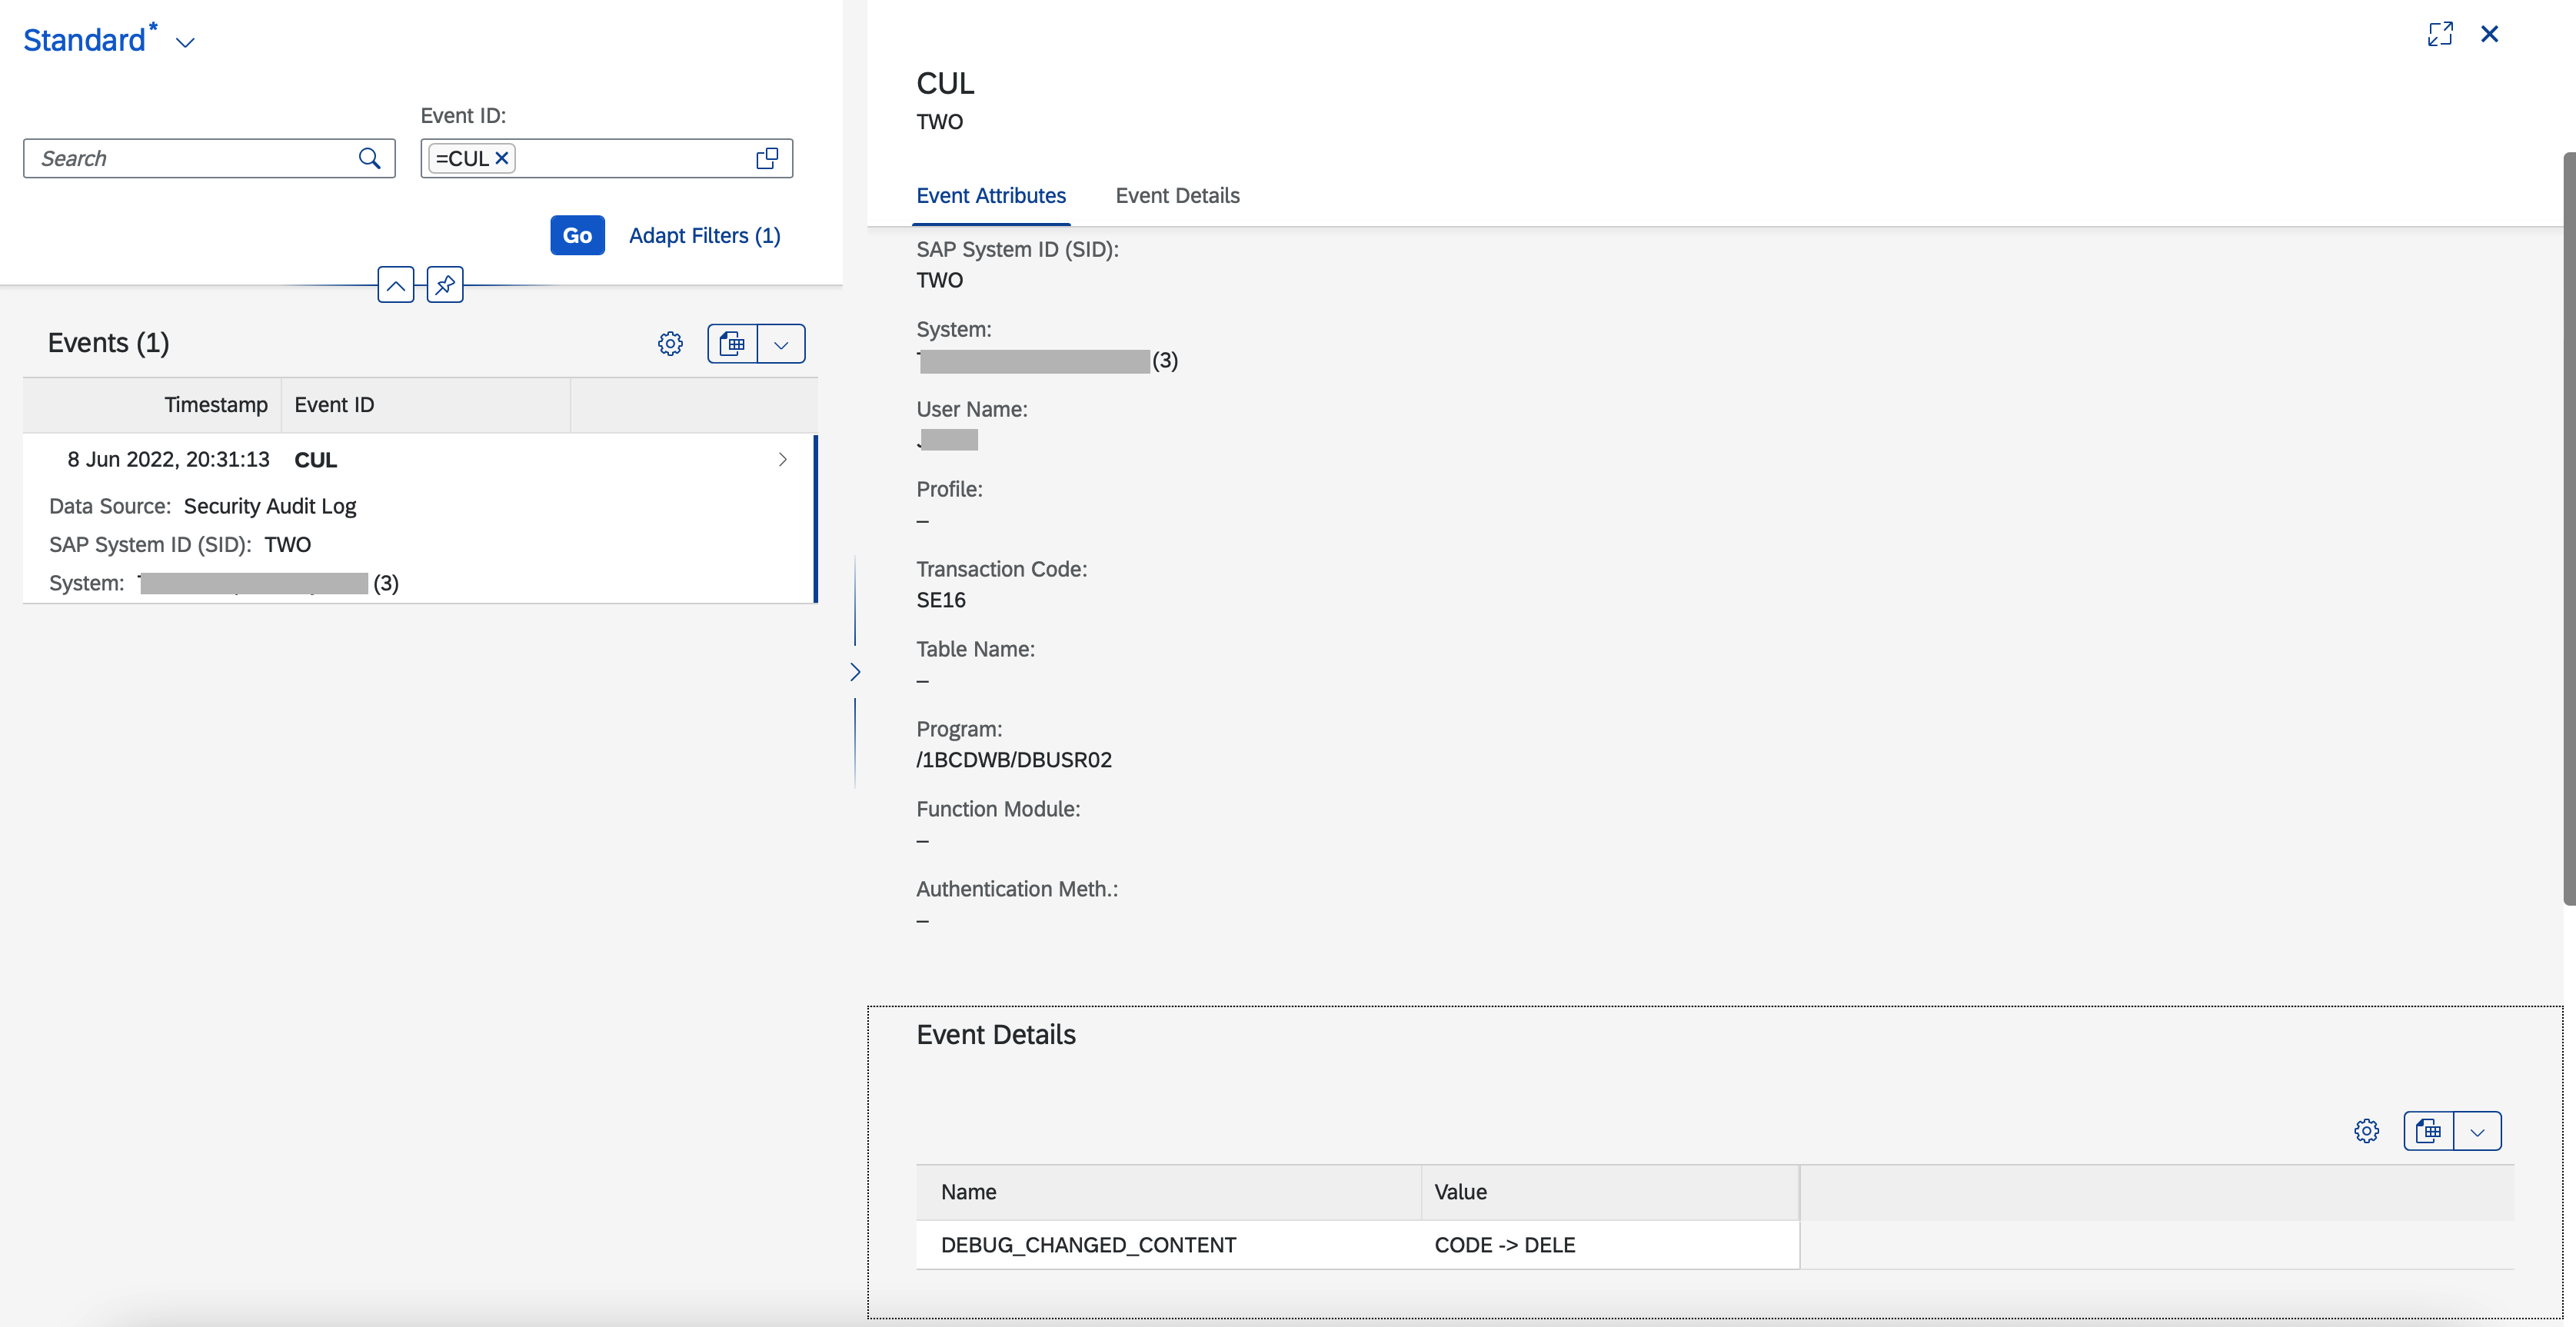 Standard*
Event ID:
Search
=CUL
Go
Adapt Filters (1)
Events (1)
Timestamp
Event ID
8 Jun 2022, 20:31:13
CUL
Data Source: Security Audit Log
SAP System ID (SID): TWO
System: (3)
CUL
TWO
Event Attributes
Event Details
SAP System ID (SID):
TWO
System:
(3)
User Name:
Profile:
–
Transaction Code:
SE16
Table Name:
–
Program:
/1BCDWB/DBUSR02
Function Module:
–
Authentication Meth.:
–
Event Details
Name
Value
DEBUG_CHANGED_CONTENT
CODE -> DELE